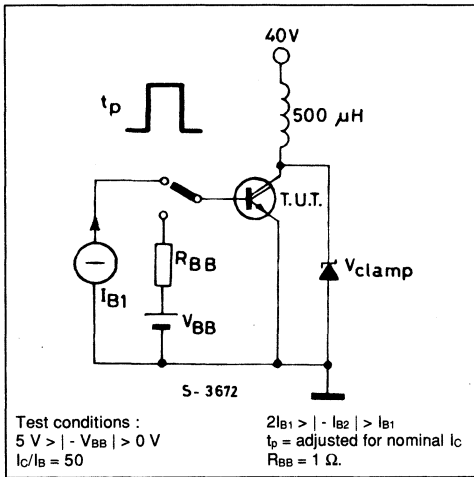 40V
tp
500 μH
T.U.T.
RBB
Vclamp
IB1
VBB
S-3672
Test conditions :
5 V > | - VBB | > 0 V
IC/IB = 50
2IB1 > | - IB2 | > IB1
tp = adjusted for nominal IC
RBB = 1 Ω.